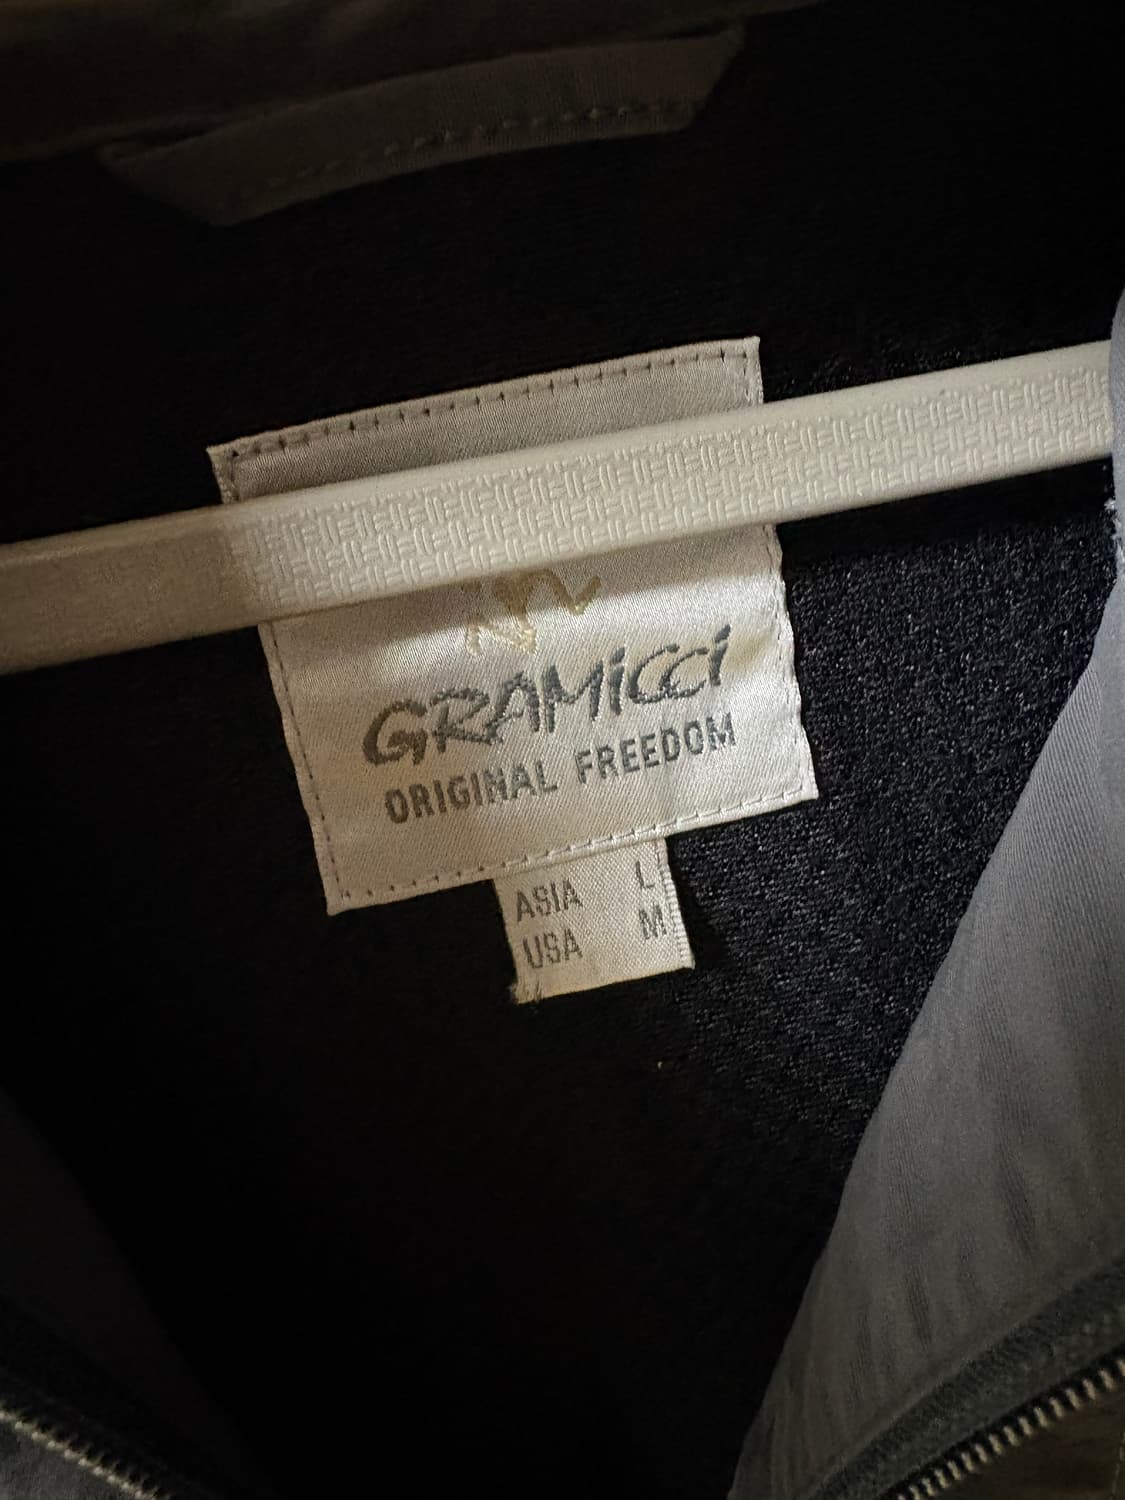 GRAMiCCi
ORIGINAL FREEDOM
ASIA L
USA M